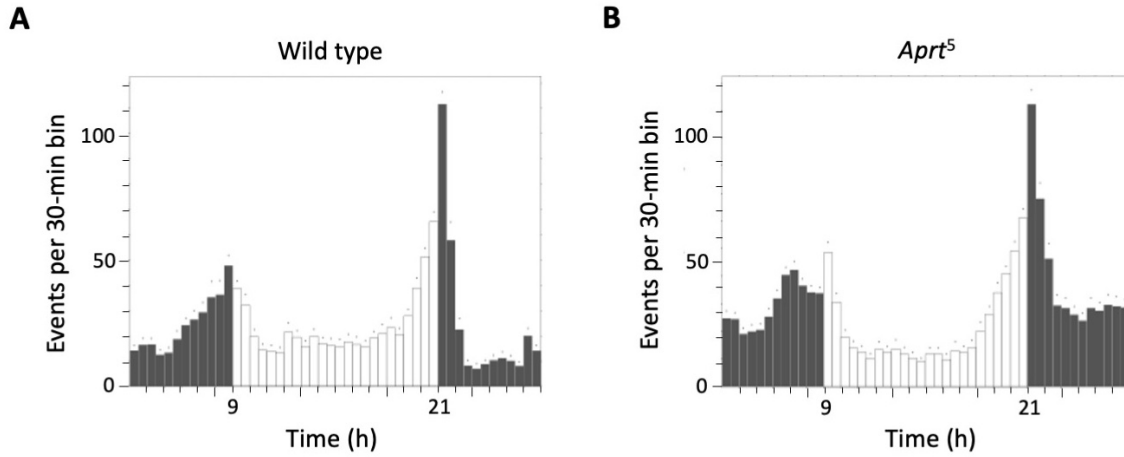 A
Wild type
Events per 30-min bin
100
50
0
9
21
Time (h)
B
Aprt⁵
Events per 30-min bin
100
50
0
9
21
Time (h)